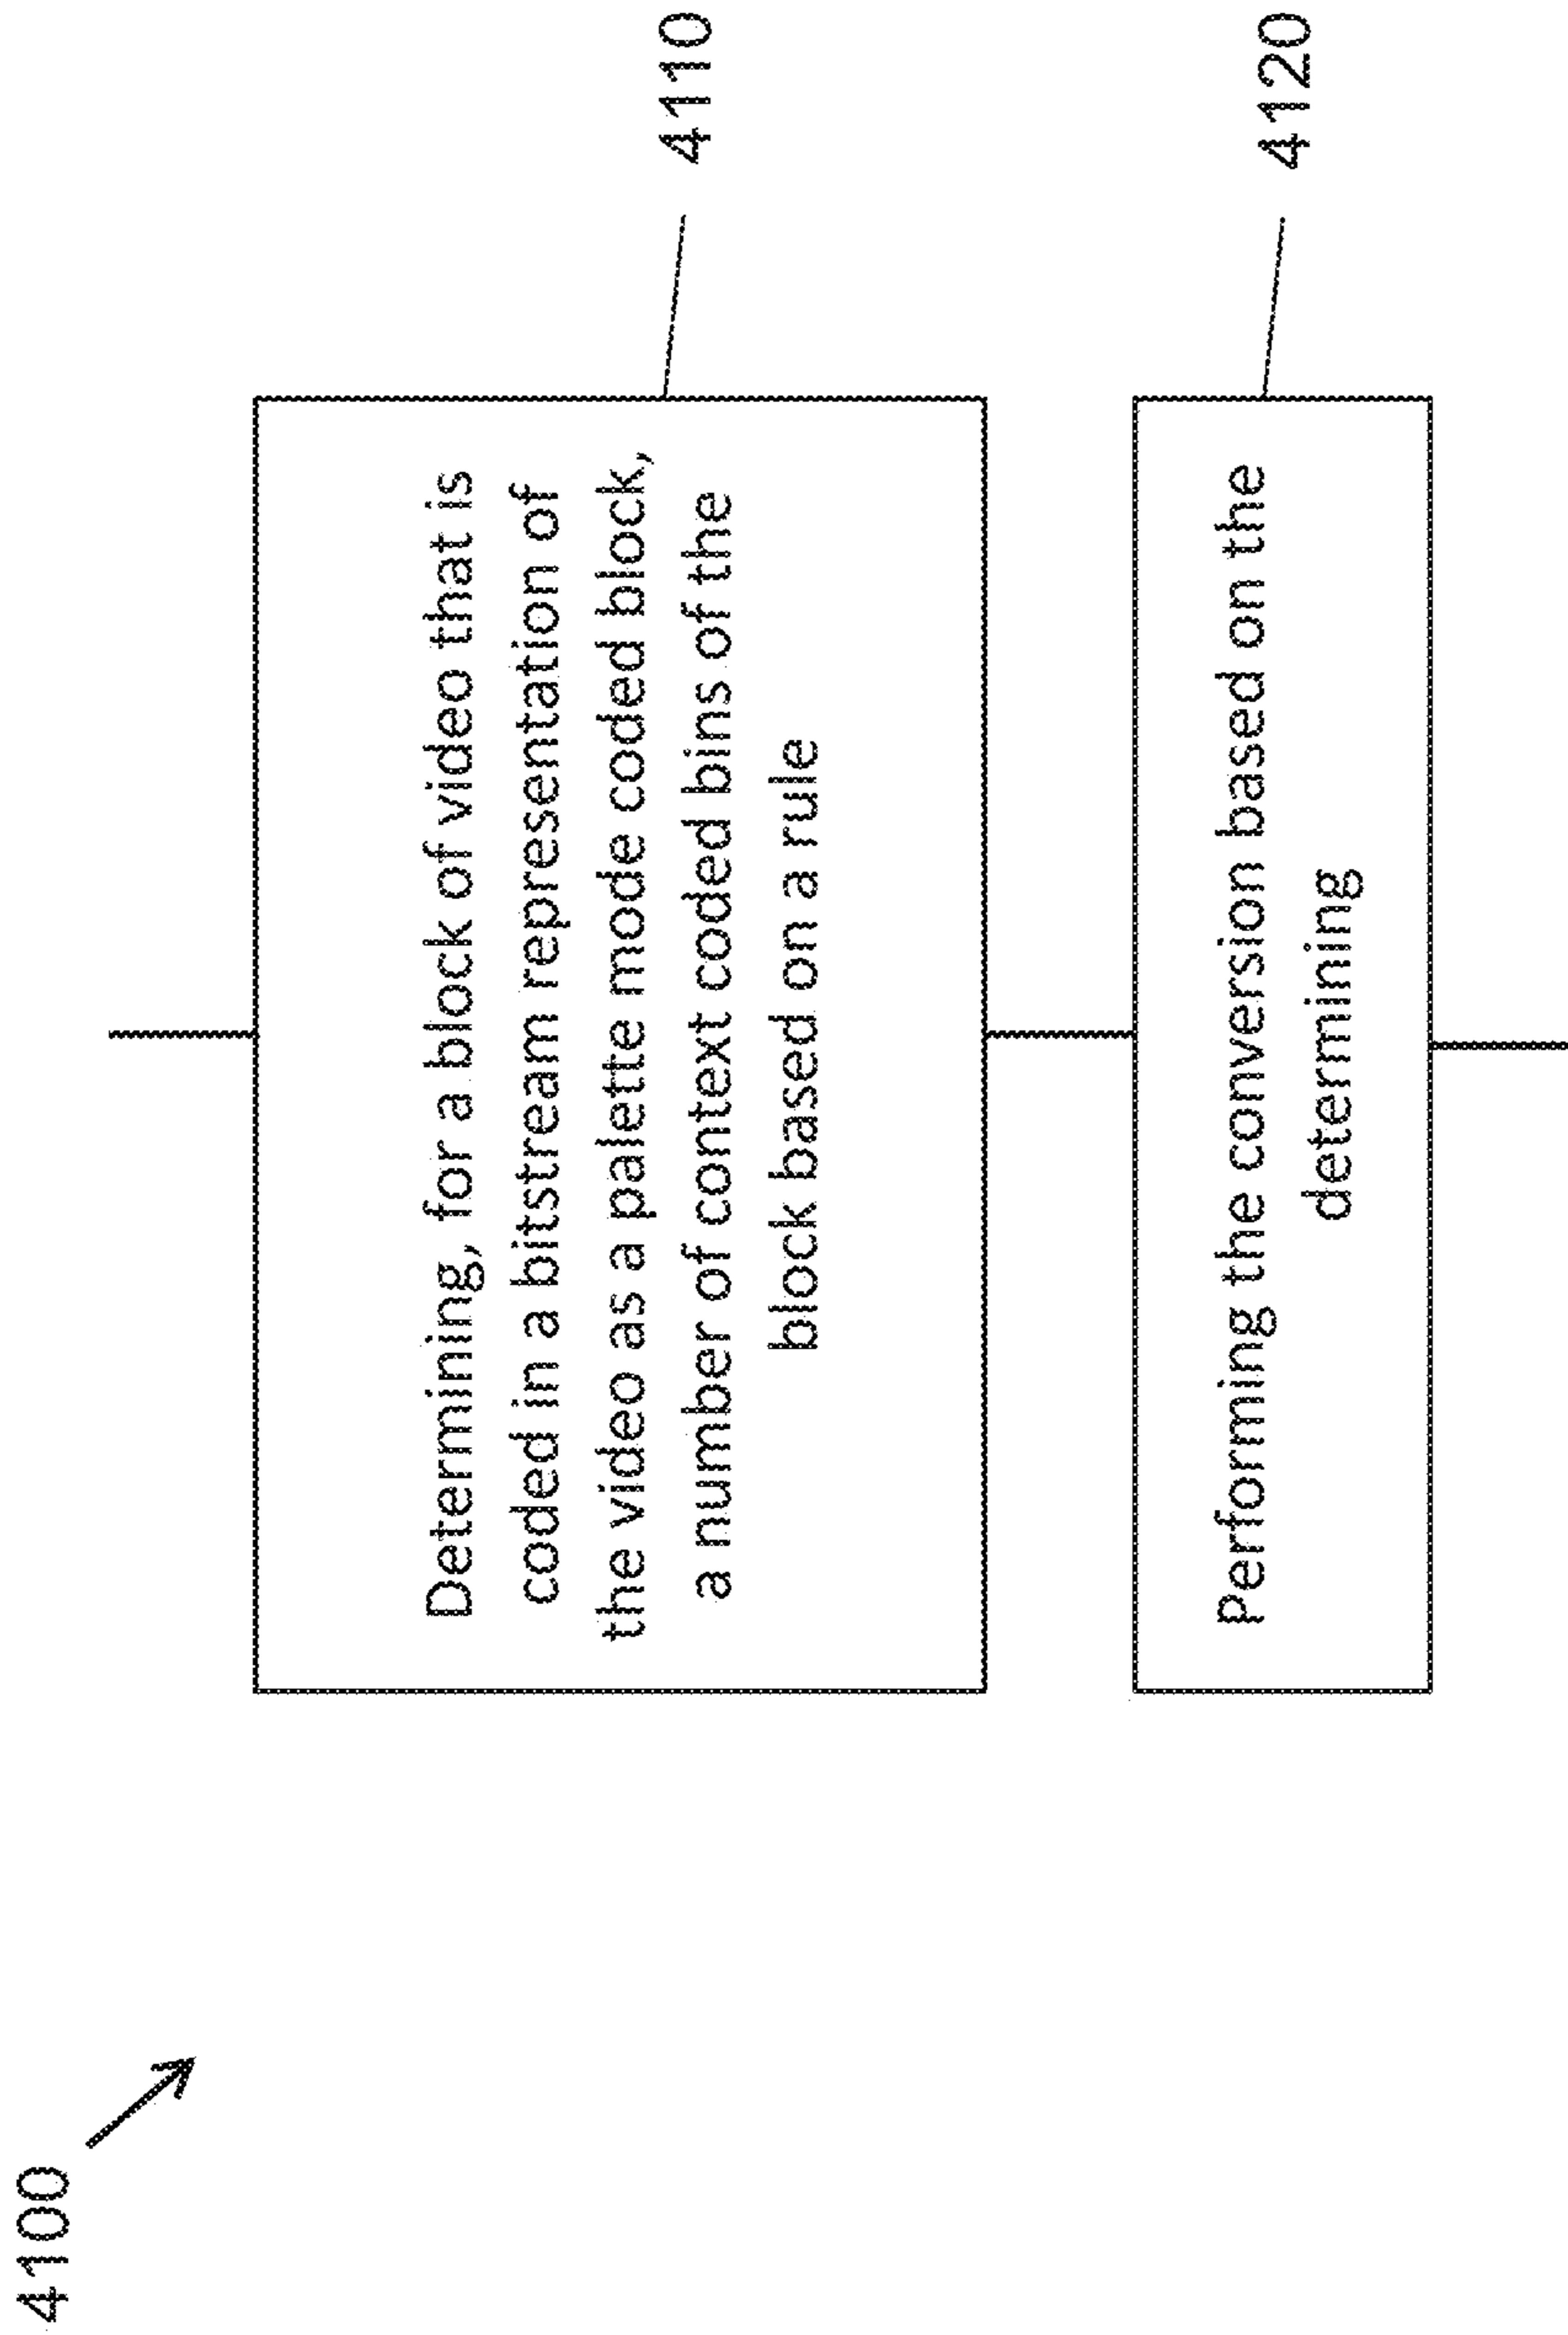 4100
Determining, for a block of video that is
coded in a bitstream representation of
the video as a palette mode coded block,
a number of context coded bins of the
block based on a rule
4110
Performing the conversion based on the
determining
4120